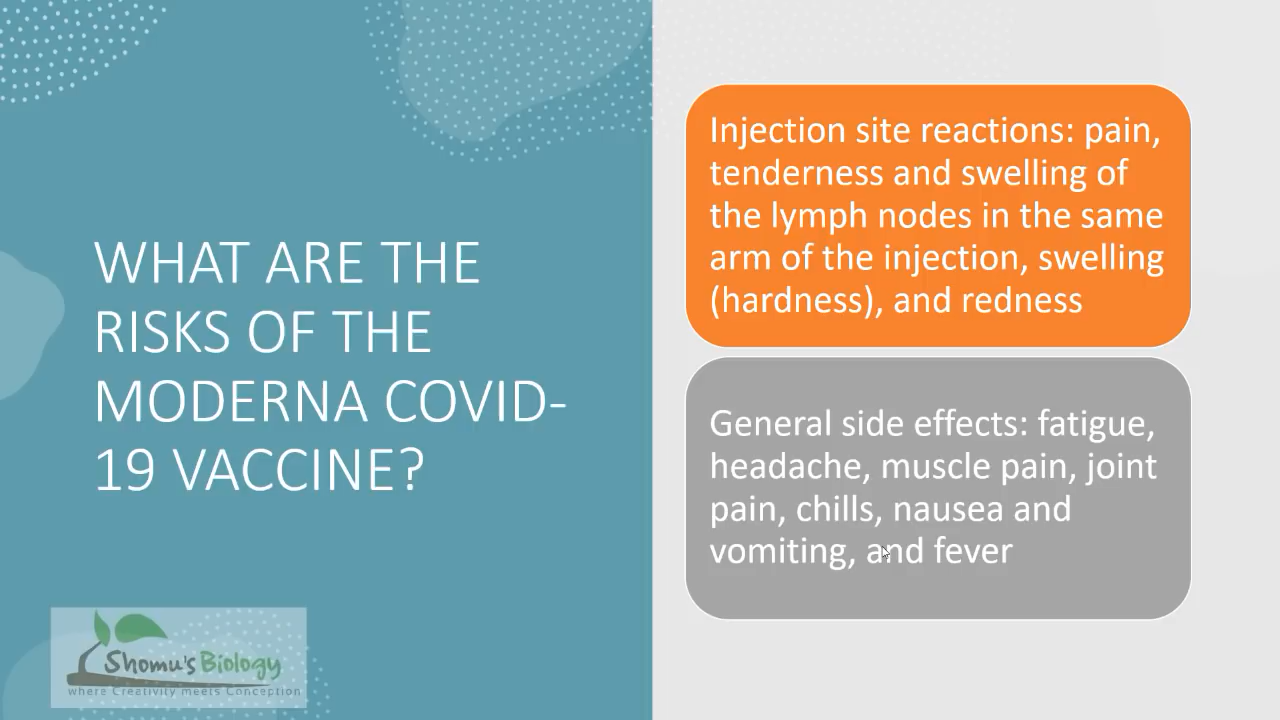 WHAT ARE THE
RISKS OF THE
MODERNA COVID-
19 VACCINE?
Injection site reactions: pain,
tenderness and swelling of
the lymph nodes in the same
arm of the injection, swelling
(hardness), and redness
General side effects: fatigue,
headache, muscle pain, joint
pain, chills, nausea and
vomiting, and fever
Shomu's Biology
where Creativity meets Conception